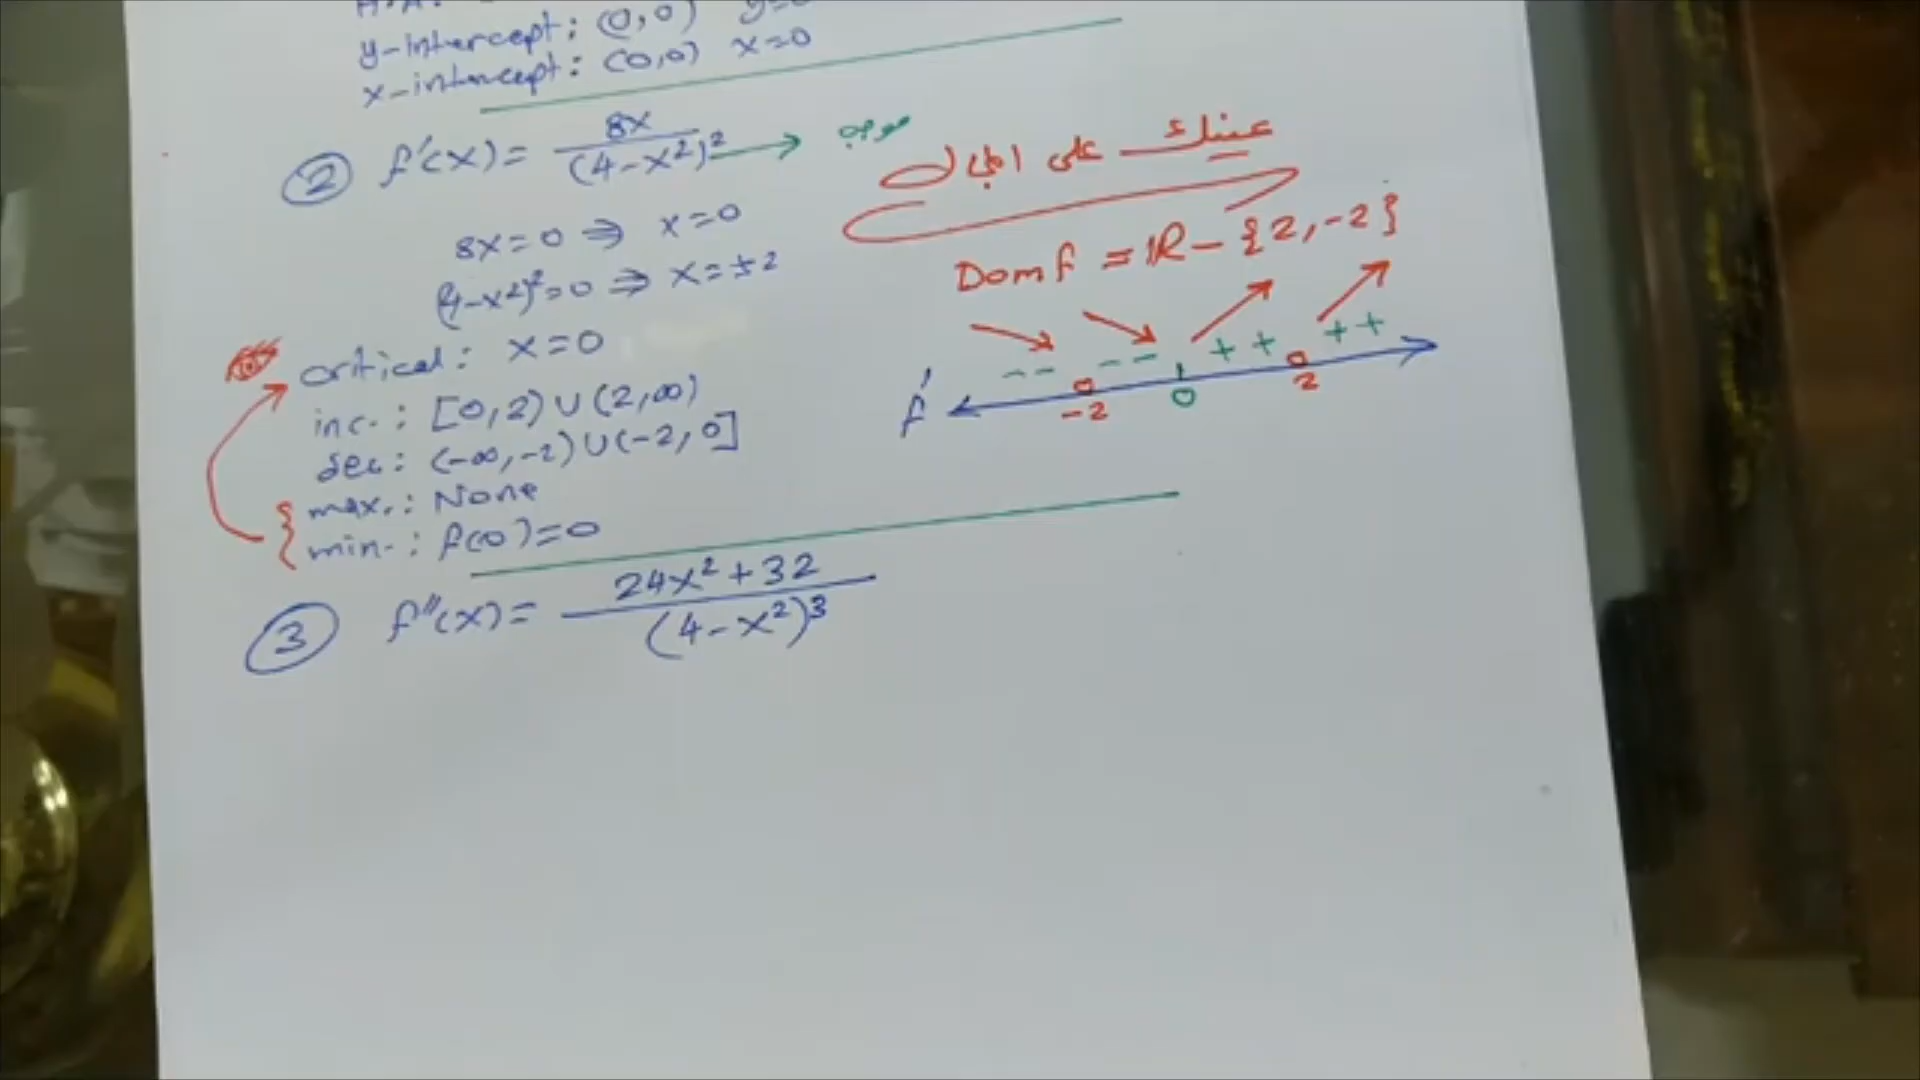 y-intercept: (0,0) y=0
x-intercept: (0,0) x=0
② f'(x) = 8x / (4-x²)² → موجب
عينك على المجال
8x=0 ⇒ x=0
(4-x²)²=0 ⇒ x=±2
Dom f = ℝ - {2,-2}
critical: x=0
inc.: [0,2) ∪ (2,∞)
dec: (-∞,-2) ∪ (-2,0]
max.: None
min.: f(0)=0
-- -- ++ ++
f' -2 0 2
③ f''(x) = 24x²+32 / (4-x²)³